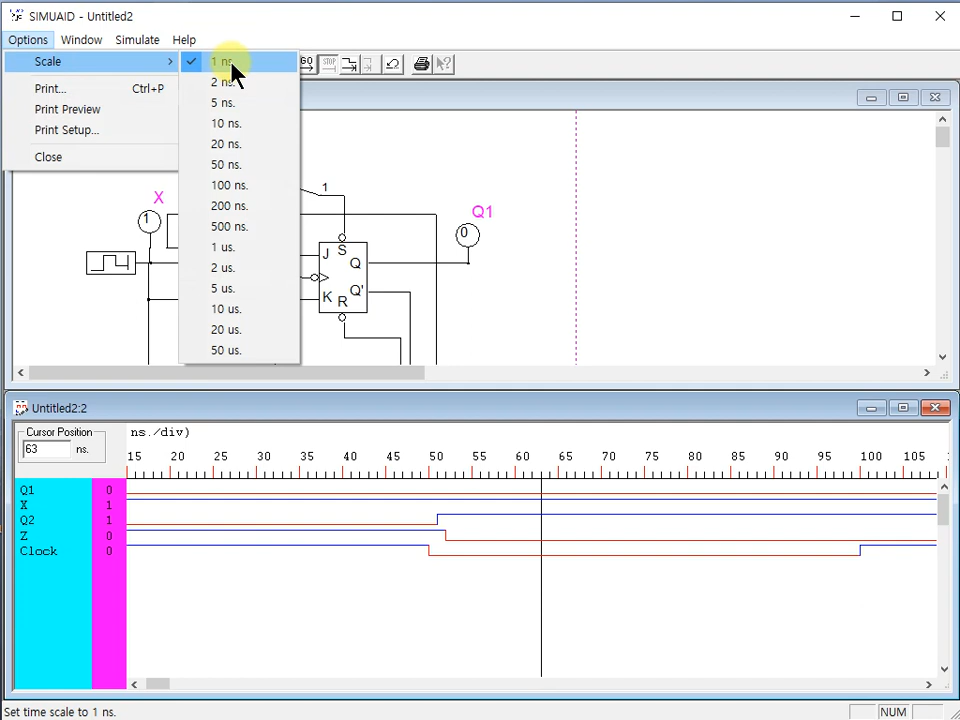 SIMUAID - Untitled2
Options Window Simulate Help
Scale
Print... Ctrl+P
Print Preview
Print Setup...
Close
1 ns.
2 ns.
5 ns.
10 ns.
20 ns.
50 ns.
100 ns.
200 ns.
500 ns.
1 us.
2 us.
5 us.
10 us.
20 us.
50 us.
GO STOP
X
1
1
Q1
0
J S Q
K R Q'
Untitled2:2
Cursor Position
63 ns.
ns./div)
15 20 25 30 35 40 45 50 55 60 65 70 75 80 85 90 95 100 105
Q1 0
X 1
Q2 1
Z 0
Clock 0
Set time scale to 1 ns.
NUM